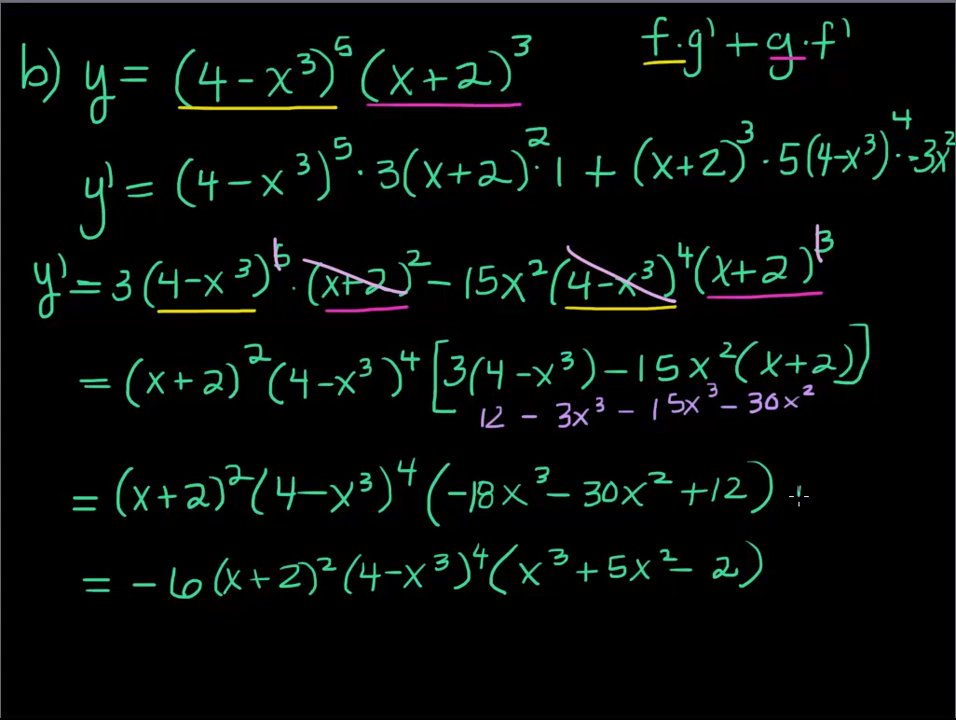 b) y = (4-x³)⁵ (x+2)³
f·g' + g·f'
y' = (4-x³)⁵ · 3(x+2)² · 1 + (x+2)³ · 5(4-x³)⁴ · -3x²
y' = 3(4-x³)⁵ · (x+2)² - 15x²(4-x³)⁴(x+2)³
= (x+2)²(4-x³)⁴[3(4-x³) - 15x²(x+2)]
12 - 3x³ - 15x³ - 30x²
= (x+2)²(4-x³)⁴(-18x³ - 30x² + 12)
= -6(x+2)²(4-x³)⁴(x³ + 5x² - 2)